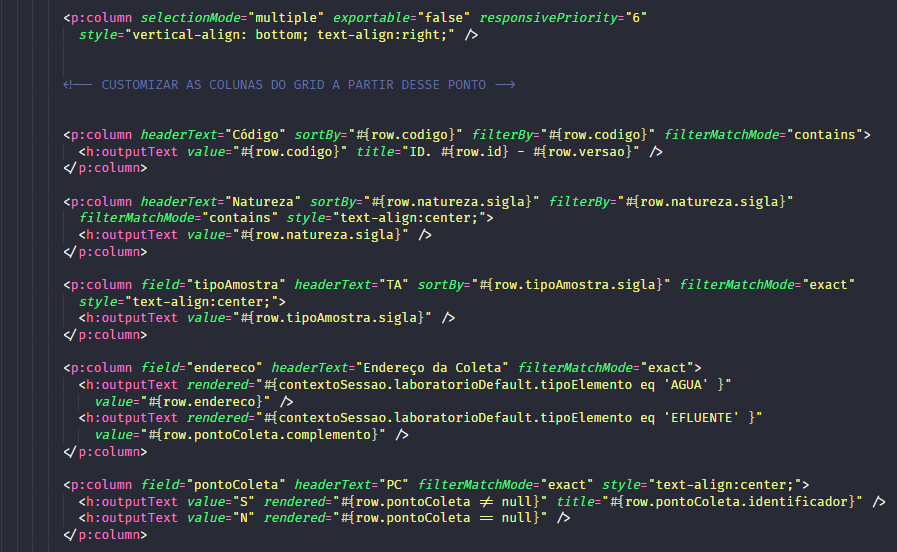 <p:column selectionMode="multiple" exportable="false" responsivePriority="6"
style="vertical-align: bottom; text-align:right;" />
<!-- CUSTOMIZAR AS COLUNAS DO GRID A PARTIR DESSE PONTO -->
<p:column headerText="Código" sortBy="#{row.codigo}" filterBy="#{row.codigo}" filterMatchMode="contains">
<h:outputText value="#{row.codigo}" title="ID. #{row.id} - #{row.versao}" />
</p:column>
<p:column headerText="Natureza" sortBy="#{row.natureza.sigla}" filterBy="#{row.natureza.sigla}"
filterMatchMode="contains" style="text-align:center;">
<h:outputText value="#{row.natureza.sigla}" />
</p:column>
<p:column field="tipoAmostra" headerText="TA" sortBy="#{row.tipoAmostra.sigla}" filterMatchMode="exact"
style="text-align:center;">
<h:outputText value="#{row.tipoAmostra.sigla}" />
</p:column>
<p:column field="endereco" headerText="Endereço da Coleta" filterMatchMode="exact">
<h:outputText rendered="#{contextoSessao.laboratorioDefault.tipoElemento eq 'AGUA' }"
value="#{row.endereco}" />
<h:outputText rendered="#{contextoSessao.laboratorioDefault.tipoElemento eq 'EFLUENTE' }"
value="#{row.pontoColeta.complemento}" />
</p:column>
<p:column field="pontoColeta" headerText="PC" filterMatchMode="exact" style="text-align:center;">
<h:outputText value="S" rendered="#{row.pontoColeta != null}" title="#{row.pontoColeta.identificador}" />
<h:outputText value="N" rendered="#{row.pontoColeta == null}" />
</p:column>